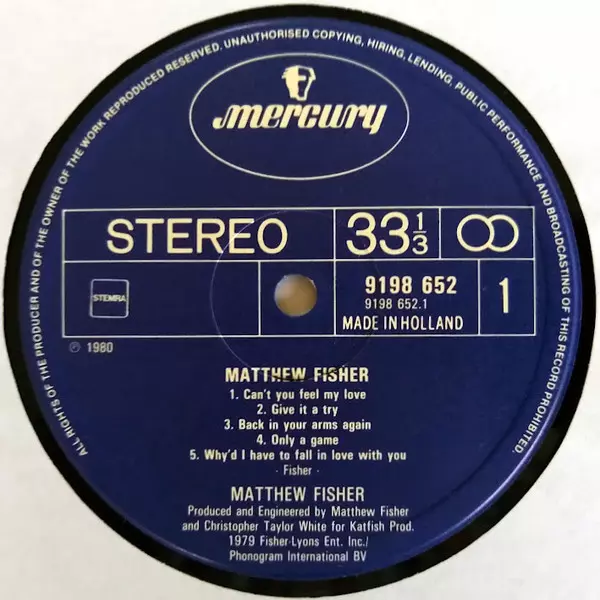 ALL RIGHTS OF THE PRODUCER AND OF THE OWNER OF THE WORK REPRODUCED RESERVED. UNAUTHORISED COPYING, HIRING, LENDING, PUBLIC PERFORMANCE AND BROADCASTING OF THIS RECORD PROHIBITED.
mercury
STEREO 33 1/3
STEMRA
9198 652
9198 652.1
MADE IN HOLLAND
1
℗ 1980
MATTHEW FISHER
1. Can't you feel my love
2. Give it a try
3. Back in your arms again
4. Only a game
5. Why'd I have to fall in love with you
· Fisher ·
MATTHEW FISHER
Produced and Engineered by Matthew Fisher
and Christopher Taylor White for Katfish Prod.
1979 Fisher-Lyons Ent. Inc./
Phonogram International BV